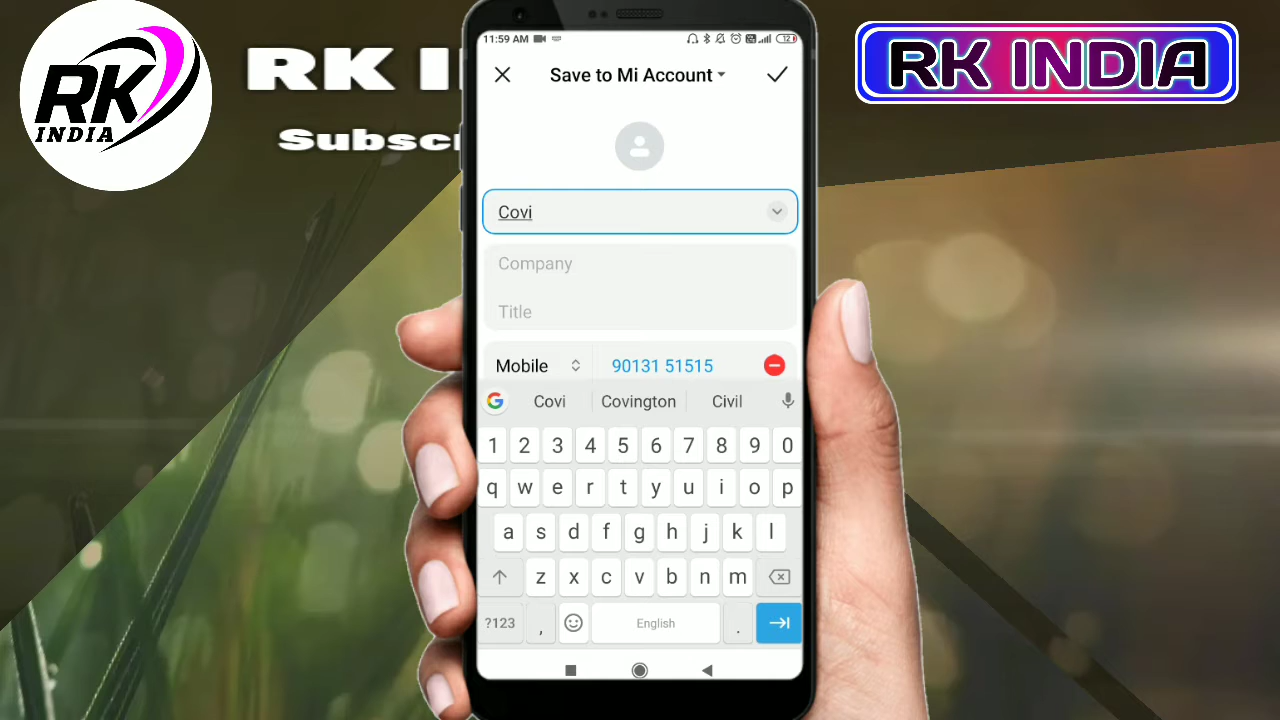 RK
INDIA
RK I
Subsc
RK INDIA
11:59 AM
12
Save to Mi Account
Covi
Company
Title
Mobile 90131 51515
G Covi Covington Civil
1 2 3 4 5 6 7 8 9 0
q w e r t y u i o p
a s d f g h j k l
z x c v b n m
?123 , English .